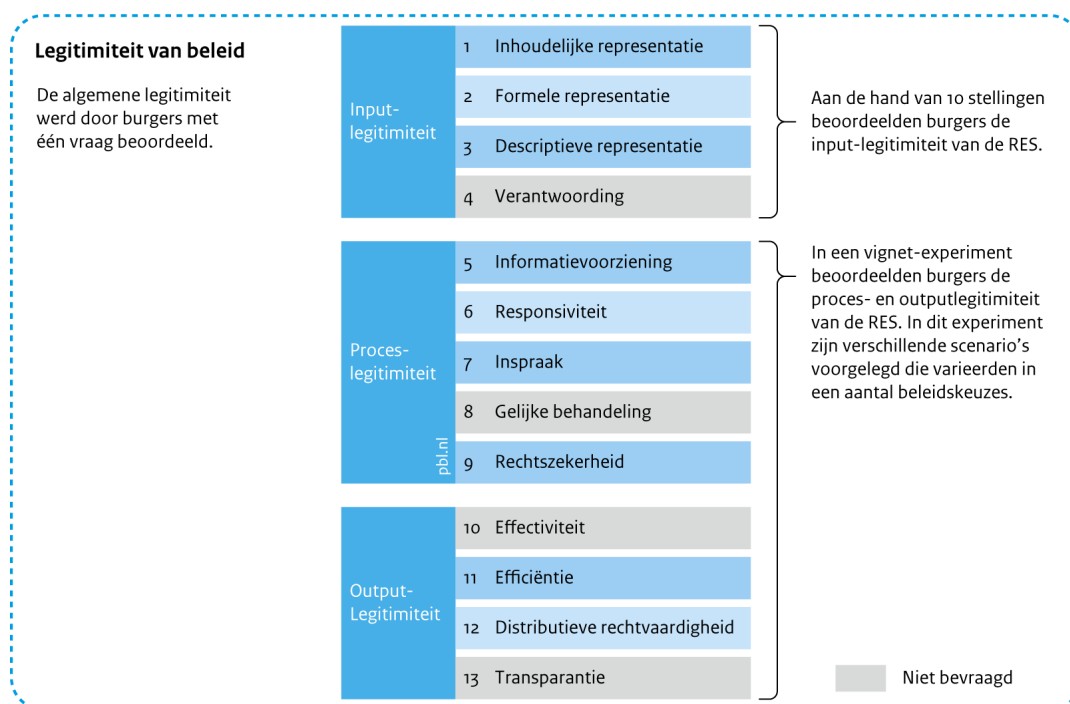 Legitimiteit van beleid
De algemene legitimiteit
werd door burgers met
één vraag beoordeeld.
Input-
legitimiteit
1 Inhoudelijke representatie
2 Formele representatie
3 Descriptieve representatie
4 Verantwoording
Aan de hand van 10 stellingen
beoordeelden burgers de
input-legitimiteit van de RES.
Proces-
legitimiteit
pbl.nl
5 Informatievoorziening
6 Responsiviteit
7 Inspraak
8 Gelijke behandeling
9 Rechtszekerheid
In een vignet-experiment
beoordeelden burgers de
proces- en outputlegitimiteit
van de RES. In dit experiment
zijn verschillende scenario’s
voorgelegd die varieerden in
een aantal beleidskeuzes.
Output-
Legitimiteit
10 Effectiviteit
11 Efficiëntie
12 Distributieve rechtvaardigheid
13 Transparantie
Niet bevraagd